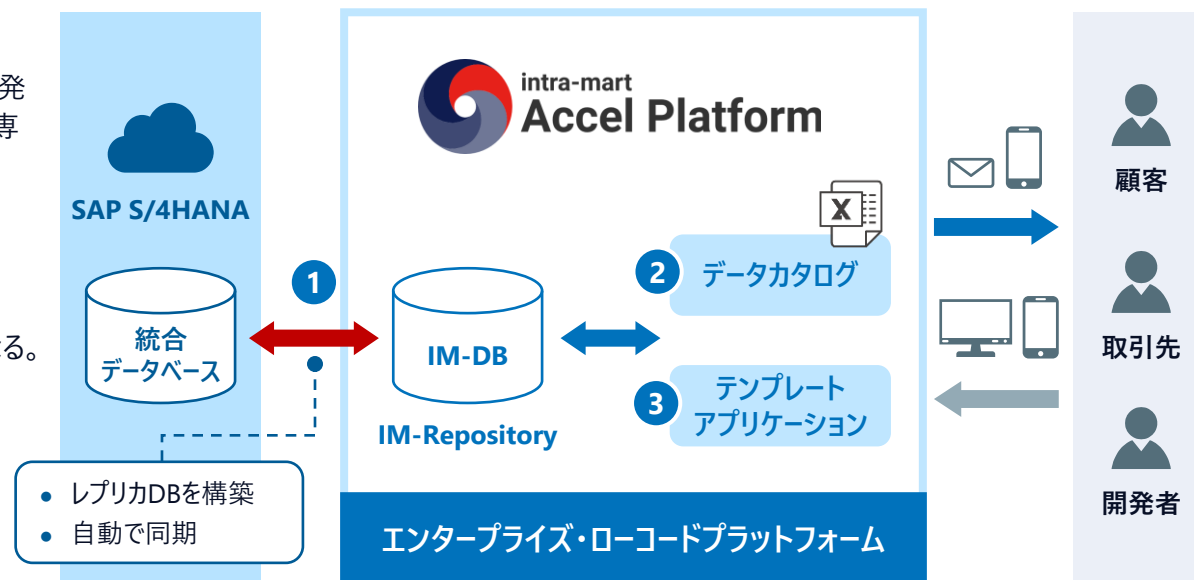 発
専
る。
SAP S/4HANA
統合
データベース
1
レプリカDBを構築
自動で同期
intra-mart
Accel Platform
IM-DB
IM-Repository
X
2
データカタログ
3
テンプレート
アプリケーション
エンタープライズ・ローコードプラットフォーム
顧客
取引先
開発者